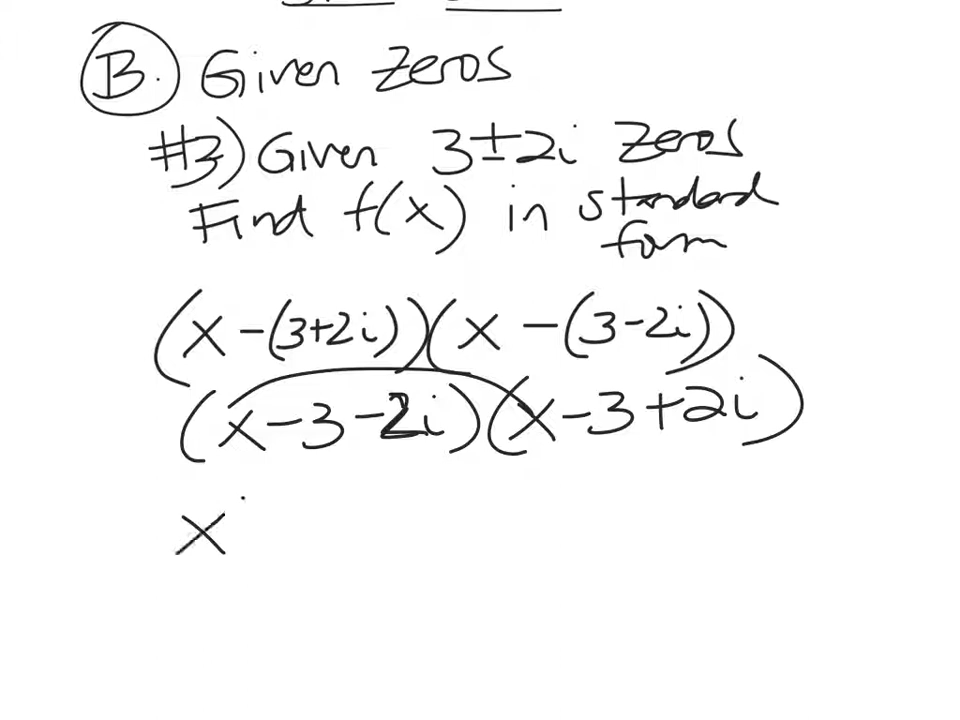 B. Given zeros
#3) Given 3±2i zeros
Find f(x) in standard
form
(x-(3+2i))(x-(3-2i))
(x-3-2i)(x-3+2i)
x